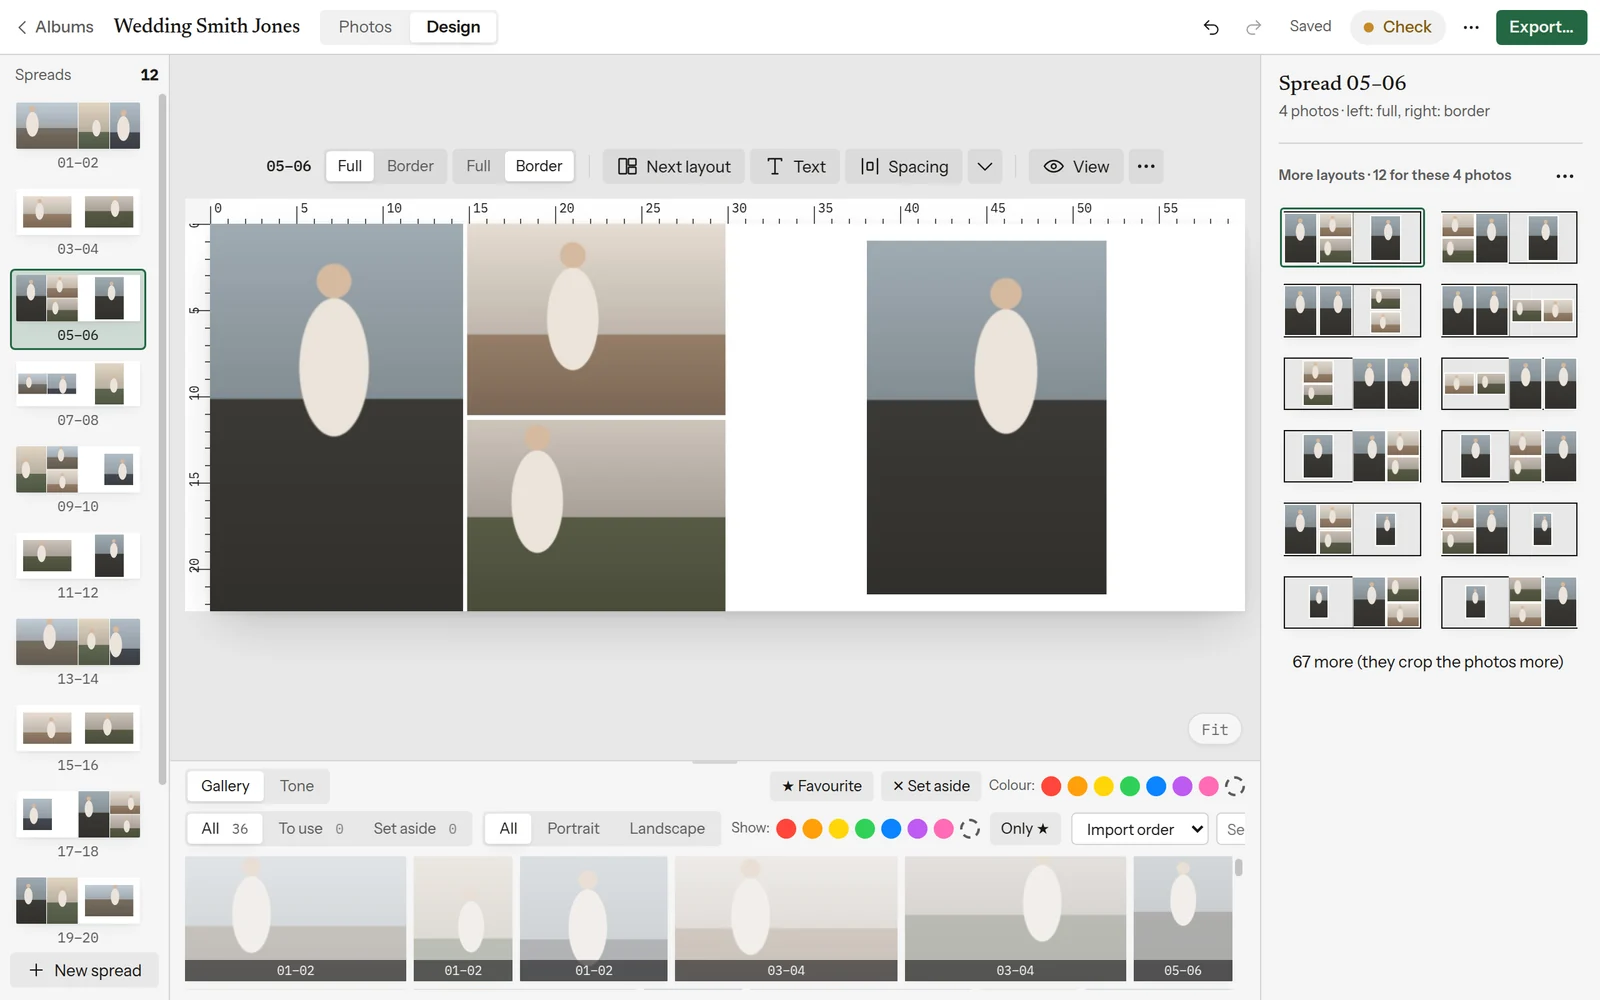 Albums
Wedding Smith Jones
Photos
Design
Saved
Check
Export...
Spreads 12
01–02
03–04
05–06
07–08
09–10
11–12
13–14
15–16
17–18
19–20
New spread
05–06
Full
Border
Full
Border
Next layout
Text
Spacing
View
0 5 10 15 20 25 30 35 40 45 50 55
0
5
10
15
20
Fit
Gallery
Tone
★ Favourite
× Set aside
Colour:
All 36
To use 0
Set aside 0
All
Portrait
Landscape
Show:
Only ★
Import order
Se
01–02
01–02
01–02
03–04
03–04
05–06
Spread 05–06
4 photos · left: full, right: border
More layouts · 12 for these 4 photos
67 more (they crop the photos more)